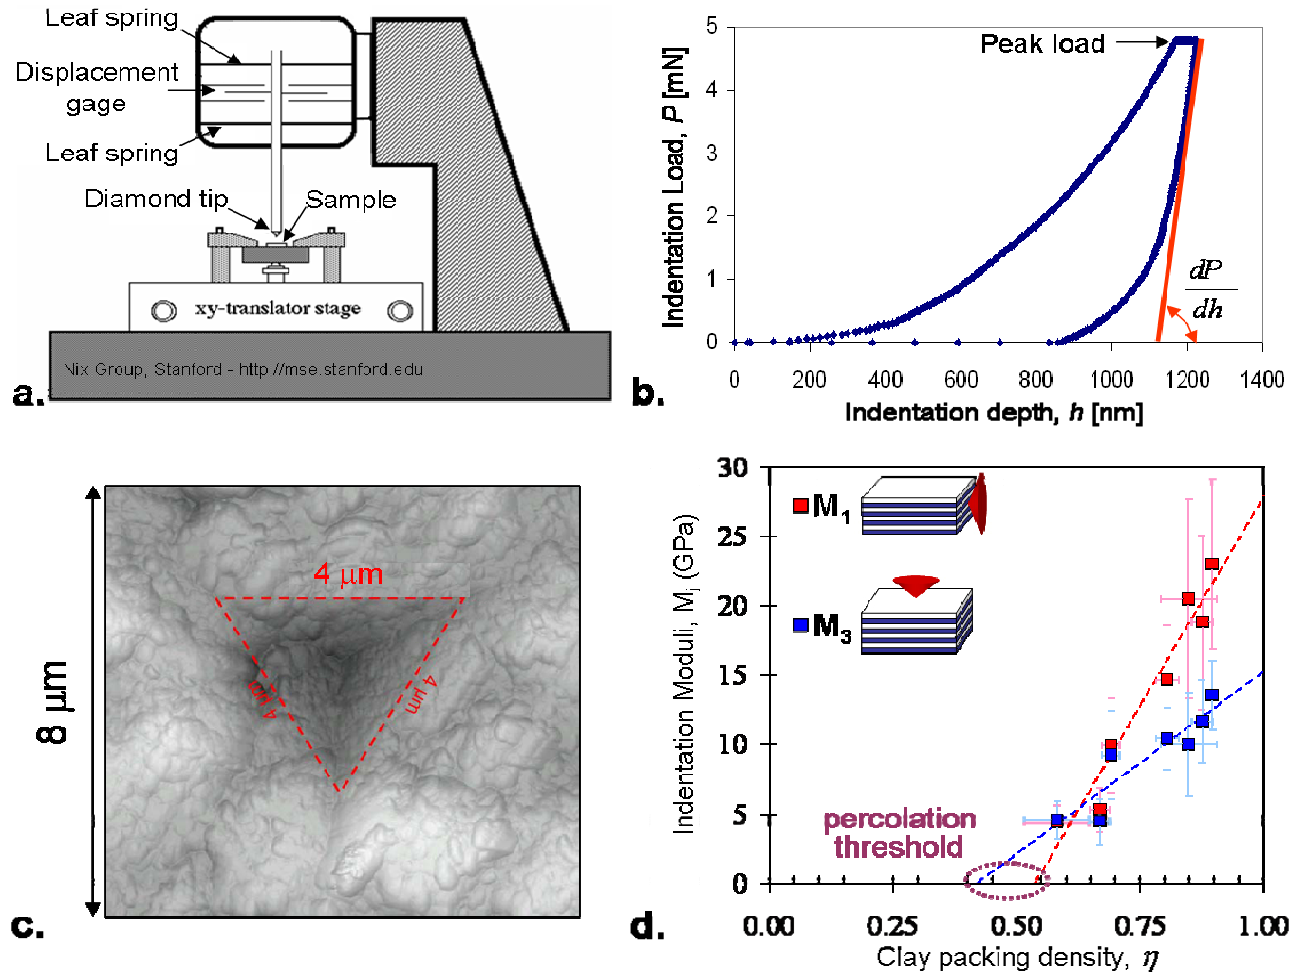 Leaf spring
Displacement
gage
Leaf spring
Diamond tip
Sample
xy-translator stage
Nix Group, Stanford - http://mse.stanford.edu
a.
Indentation Load, P [mN]
5
4
3
2
1
0
Peak load
dP
dh
0 200 400 600 800 1000 1200 1400
Indentation depth, h [nm]
b.
8 μm
4 μm
4 μm
4 μm
c.
Indentation Moduli, Mi (GPa)
30
25
20
15
10
5
0
M1
M3
percolation
threshold
0.00 0.25 0.50 0.75 1.00
Clay packing density, η
d.